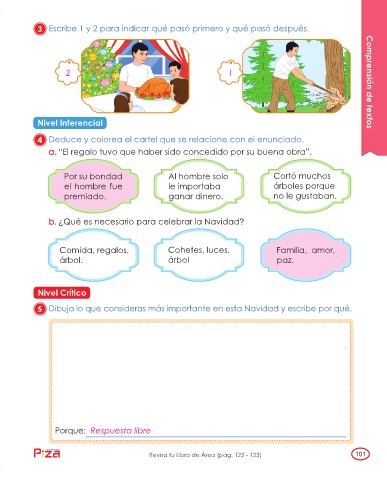 3 Escribe 1 y 2 para indicar qué pasó primero y qué pasó después.
2
1
Comprensión de textos
Nivel Inferencial
4 Deduce y colorea el cartel que se relacione con el enunciado.
a. "El regalo tuvo que haber sido concedido por su buena obra".
Por su bondad
el hombre fue
premiado.
Al hombre solo
le importaba
ganar dinero.
Cortó muchos
árboles porque
no le gustaban.
b. ¿Qué es necesario para celebrar la Navidad?
Comida, regalos,
árbol.
Cohetes, luces,
árbol
Familia, amor,
paz.
Nivel Crítico
5 Dibuja lo que consideras más importante en esta Navidad y escribe por qué.
Porque: Respuesta libre
Piza
Revisa tu Libro de Área (pág. 122 - 123)
101